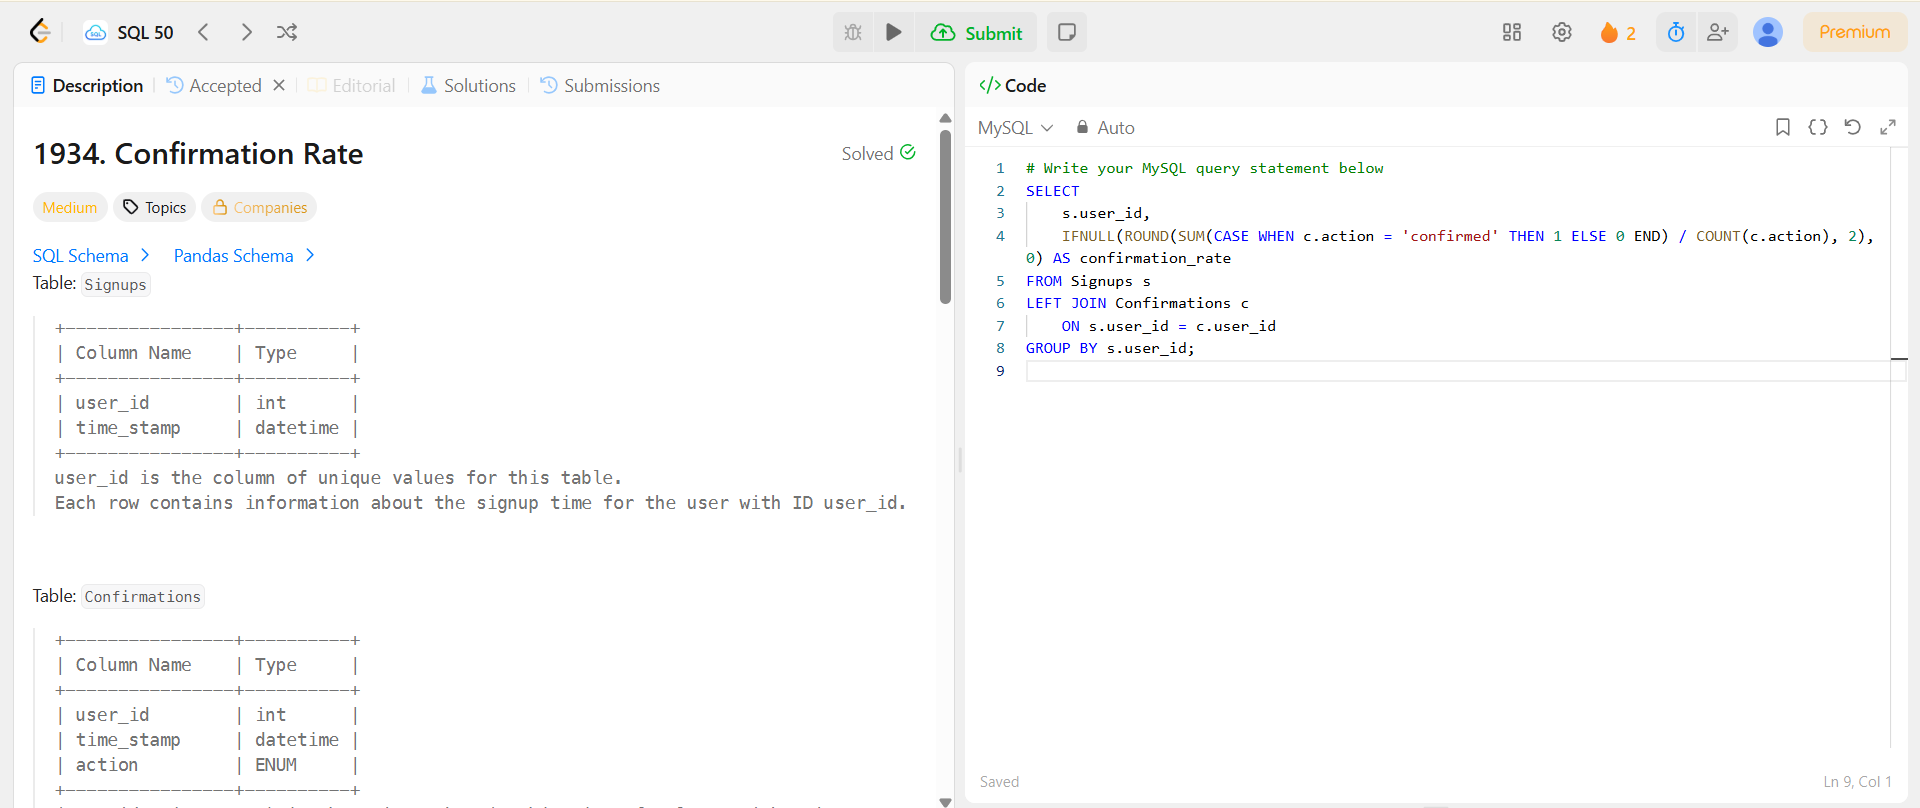 SQL 50
Submit
2
Premium
Description
Accepted
Editorial
Solutions
Submissions
1934. Confirmation Rate
Solved
Medium
Topics
Companies
SQL Schema
Pandas Schema
Table: Signups
+----------------+----------+
| Column Name    | Type     |
+----------------+----------+
| user_id        | int      |
| time_stamp     | datetime |
+----------------+----------+
user_id is the column of unique values for this table.
Each row contains information about the signup time for the user with ID user_id.
Table: Confirmations
+----------------+----------+
| Column Name    | Type     |
+----------------+----------+
| user_id        | int      |
| time_stamp     | datetime |
| action         | ENUM     |
+----------------+----------+
</> Code
MySQL
Auto
1 # Write your MySQL query statement below
2 SELECT
3     s.user_id,
4     IFNULL(ROUND(SUM(CASE WHEN c.action = 'confirmed' THEN 1 ELSE 0 END) / COUNT(c.action), 2),
0) AS confirmation_rate
5 FROM Signups s
6 LEFT JOIN Confirmations c
7     ON s.user_id = c.user_id
8 GROUP BY s.user_id;
9
Saved
Ln 9, Col 1